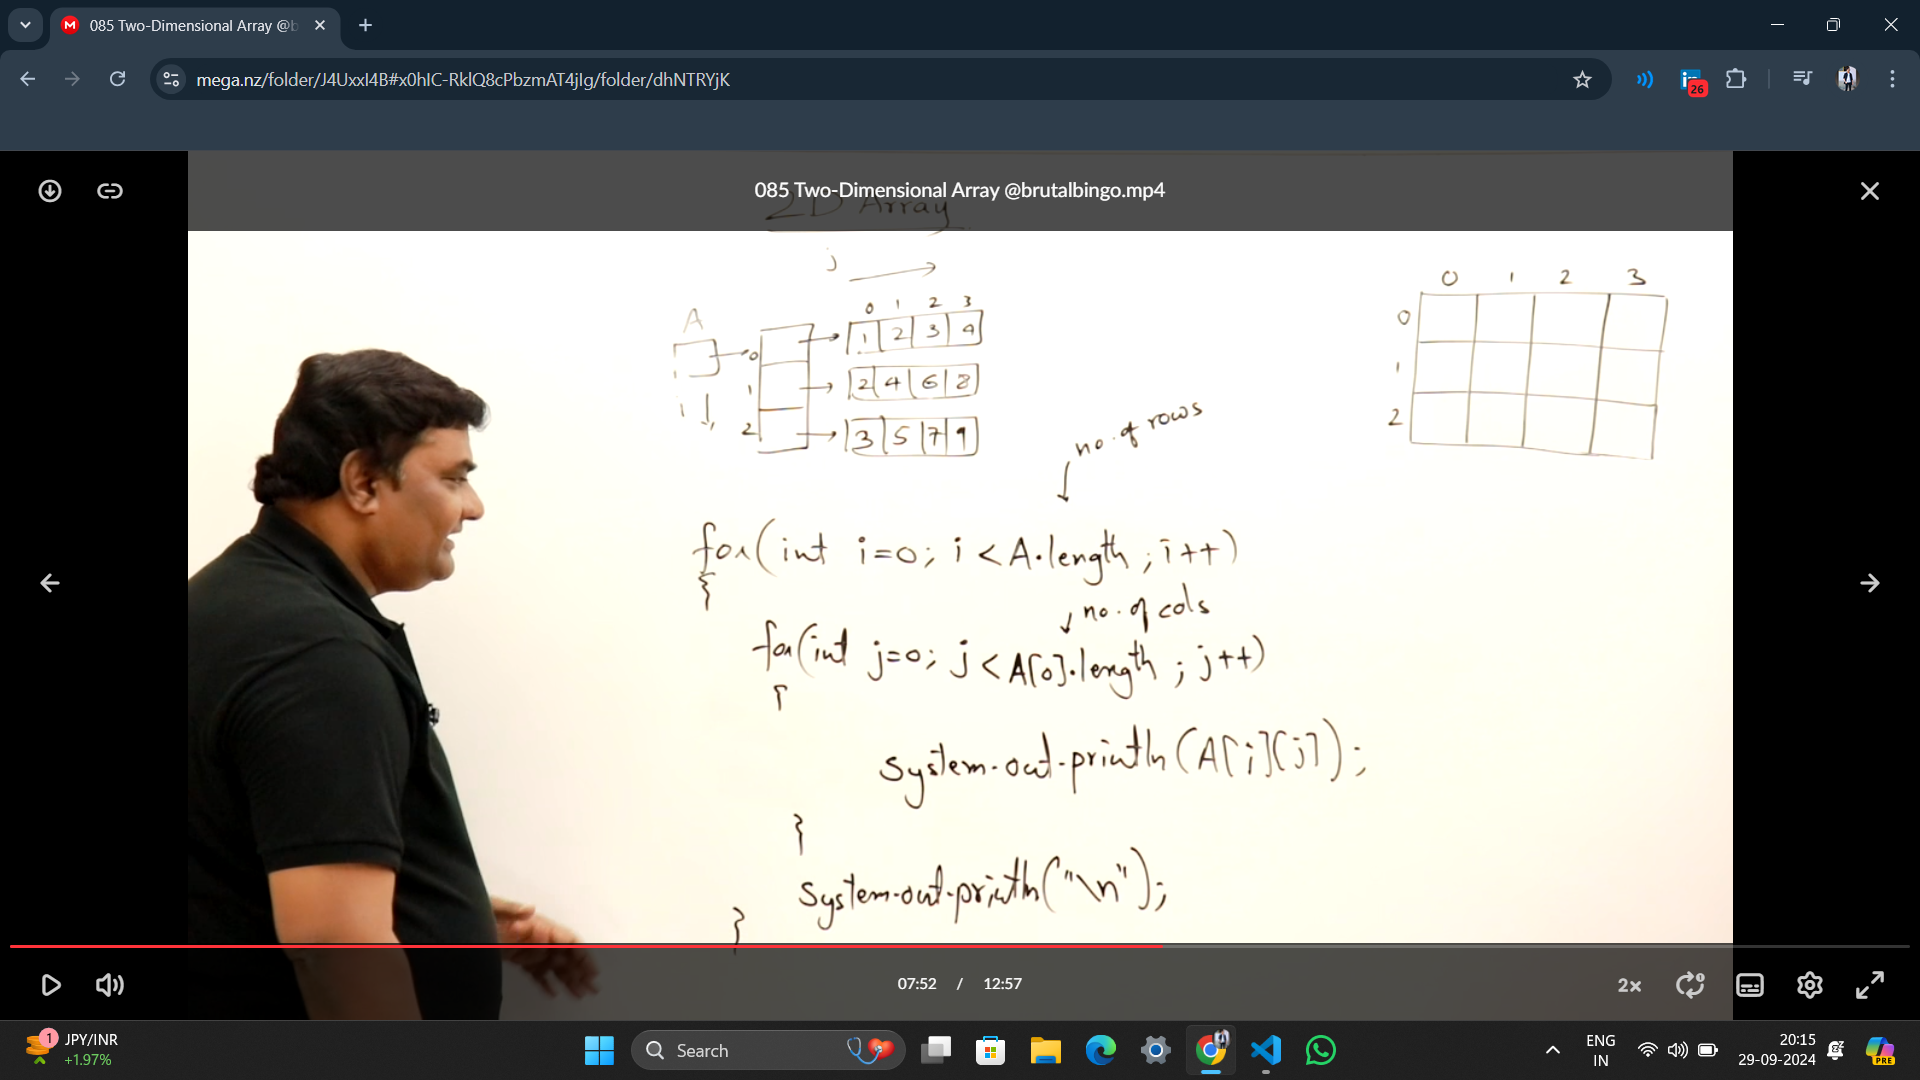 085 Two-Dimensional Array @b
mega.nz/folder/J4UxxI4B#x0hIC-RklQ8cPbzmAT4jIg/folder/dhNTRYjK
26
085 Two-Dimensional Array @brutalbingo.mp4
2D Array
j
0 1 2 3
A
0
1 2 3 4
i
1
2 4 6 8
2
3 5 7 9
0 1 2 3
0
1
2
no. of rows
for(int i=0; i < A.length ; i++)
{
no. of cols
for(int j=0; j < A[0].length ; j++)
{
System.out.println(A[i][j]);
}
System.out.println("\n");
}
07:52 / 12:57
2x
1
JPY/INR
+1.97%
Search
ENG
IN
20:15
29-09-2024
PRE